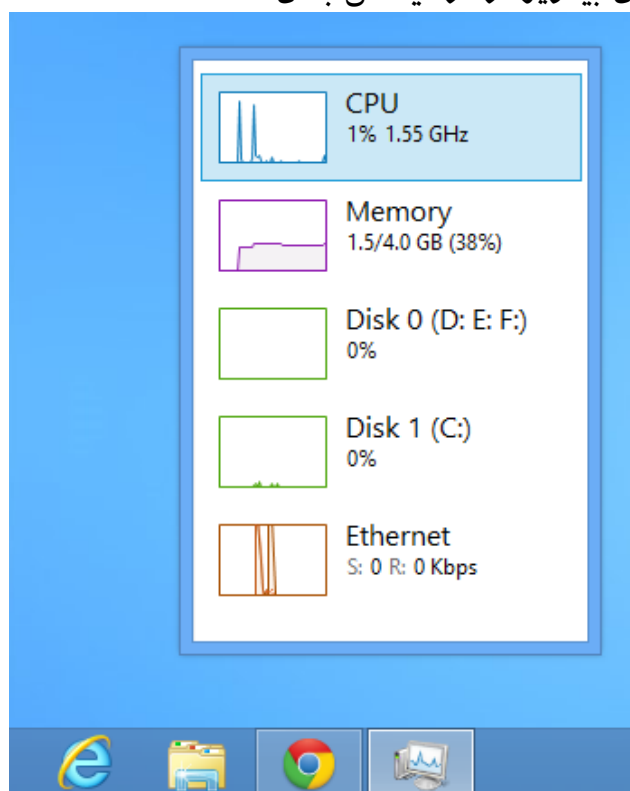 CPU
1% 1.55 GHz
Memory
1.5/4.0 GB (38%)
Disk 0 (D: E: F:)
0%
Disk 1 (C:)
0%
Ethernet
S: 0 R: 0 Kbps